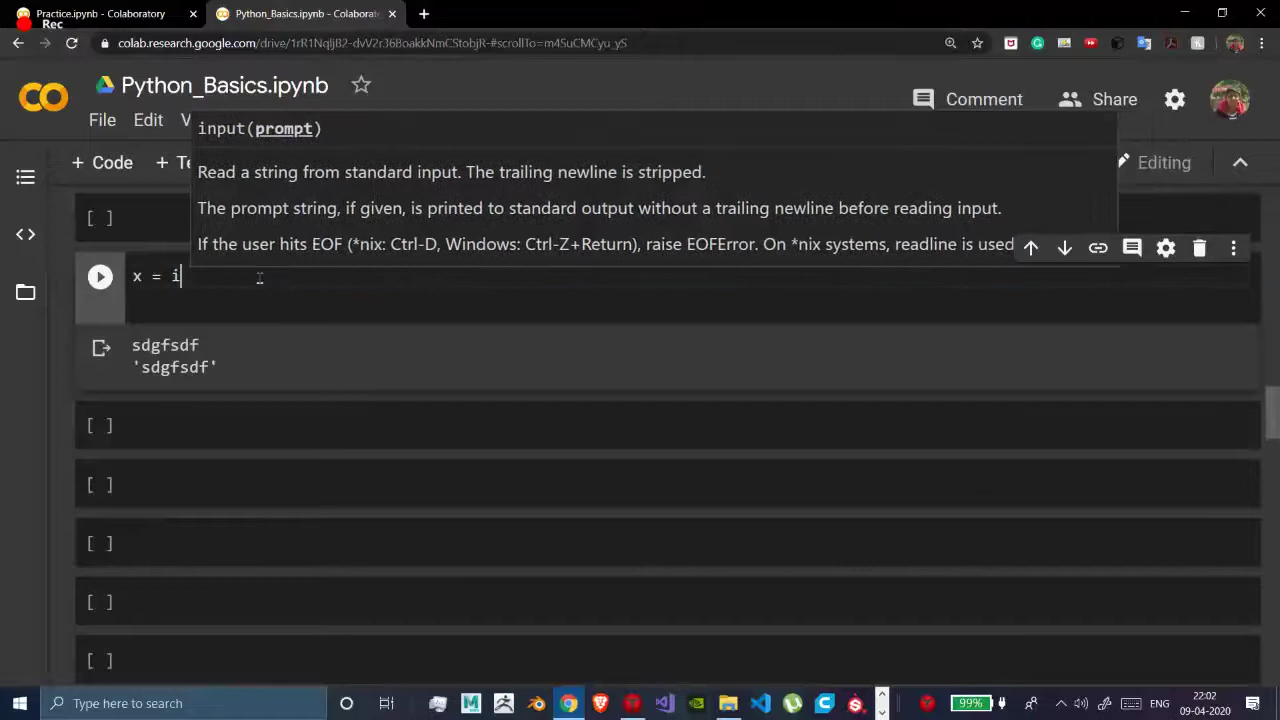 Practice.ipynb - Colaboratory
Python_Basics.ipynb - Colaborato
Rec
colab.research.google.com/drive/1rR1NqIjB2-dvV2r36BoakkNmCStobjR-#scrollTo=m4SuCMCyu_yS
CO
Python_Basics.ipynb
Comment
Share
File Edit V
input(prompt)
+ Code + Te
Editing
Read a string from standard input. The trailing newline is stripped.
The prompt string, if given, is printed to standard output without a trailing newline before reading input.
[ ]
If the user hits EOF (*nix: Ctrl-D, Windows: Ctrl-Z+Return), raise EOFError. On *nix systems, readline is used
x = i
sdgfsdf
'sdgfsdf'
[ ]
[ ]
[ ]
[ ]
[ ]
Type here to search
99%
ENG
22:02
09-04-2020